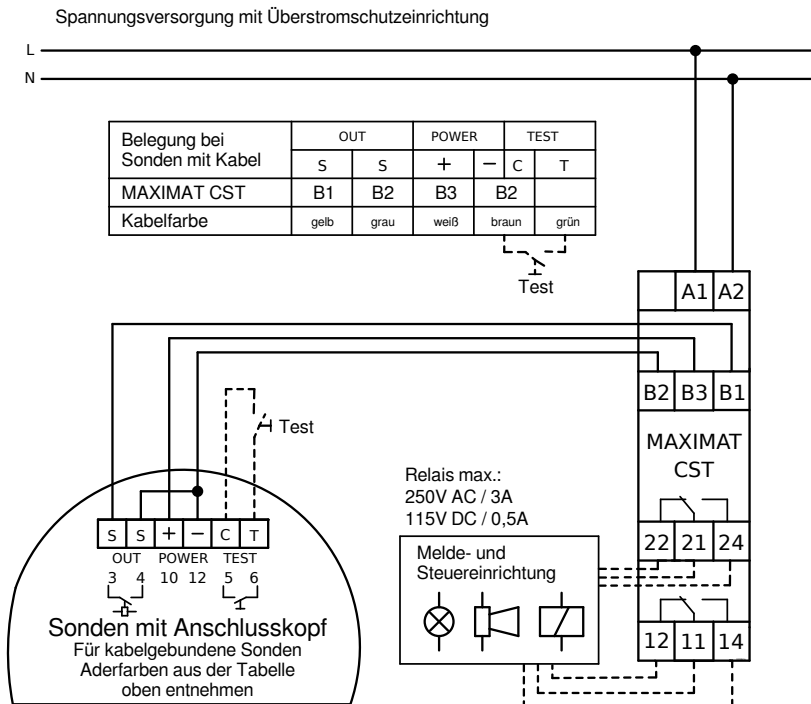 Spannungsversorgung mit Überstromschutzeinrichtung
L
N
Belegung bei
Sonden mit Kabel
OUT POWER TEST
S S + − C T
MAXIMAT CST B1 B2 B3 B2
Kabelfarbe gelb grau weiß braun grün
Test
A1 A2
B2 B3 B1
MAXIMAT
CST
Test
Relais max.:
250V AC / 3A
115V DC / 0,5A
S S + − C T
OUT POWER TEST
3 4 10 12 5 6
22 21 24
Melde- und
Steuereinrichtung
12 11 14
Sonden mit Anschlusskopf
Für kabelgebundene Sonden
Aderfarben aus der Tabelle
oben entnehmen